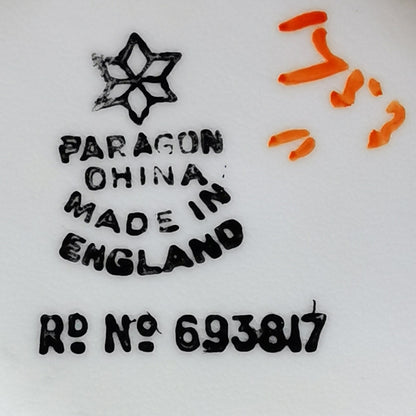 PARAGON
CHINA
MADE IN
ENGLAND
RD No 693817